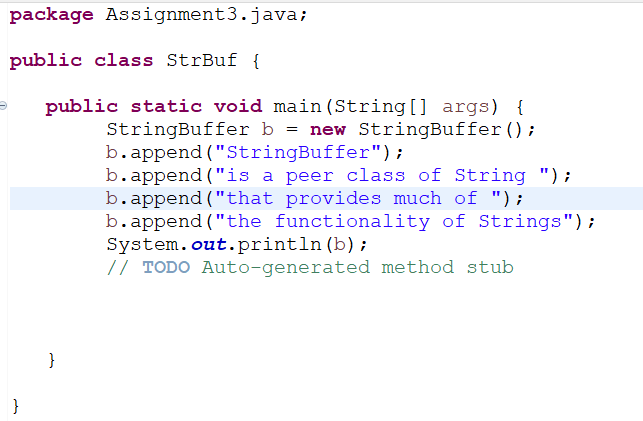 package Assignment3.java;
public class StrBuf {
public static void main(String[] args) {
StringBuffer b = new StringBuffer();
b.append("StringBuffer");
b.append("is a peer class of String ");
b.append("that provides much of ");
b.append("the functionality of Strings");
System.out.println(b);
// TODO Auto-generated method stub
}
}